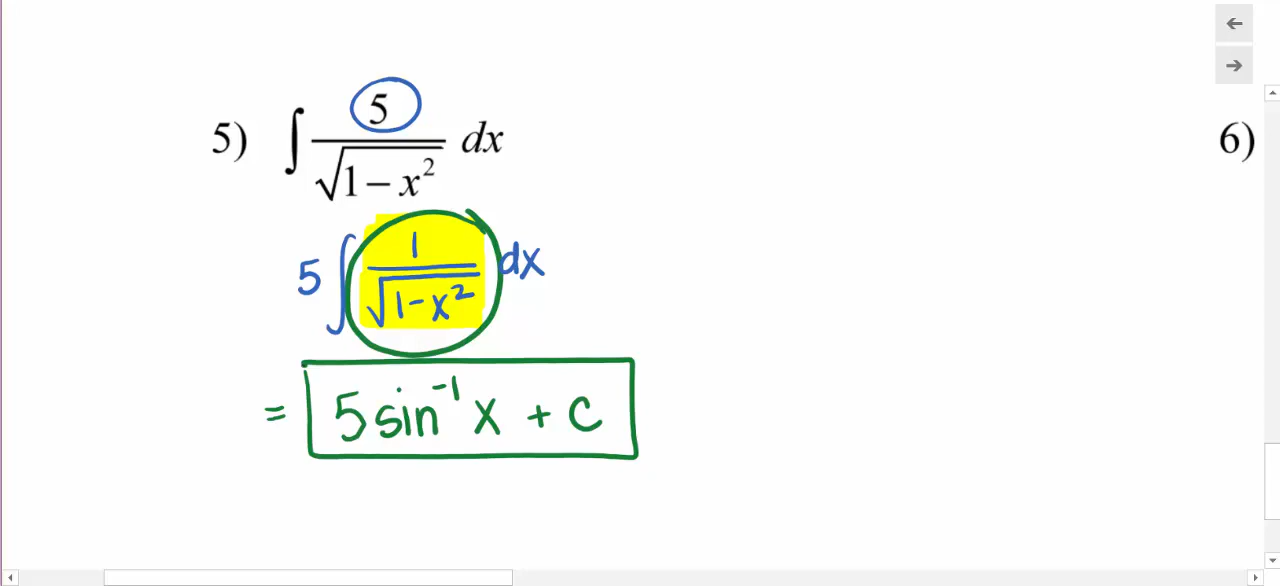 5) ∫ 5/√(1 − x²) dx
6)
5 ∫ 1/√(1 − x²) dx
= 5 sin⁻¹ x + c